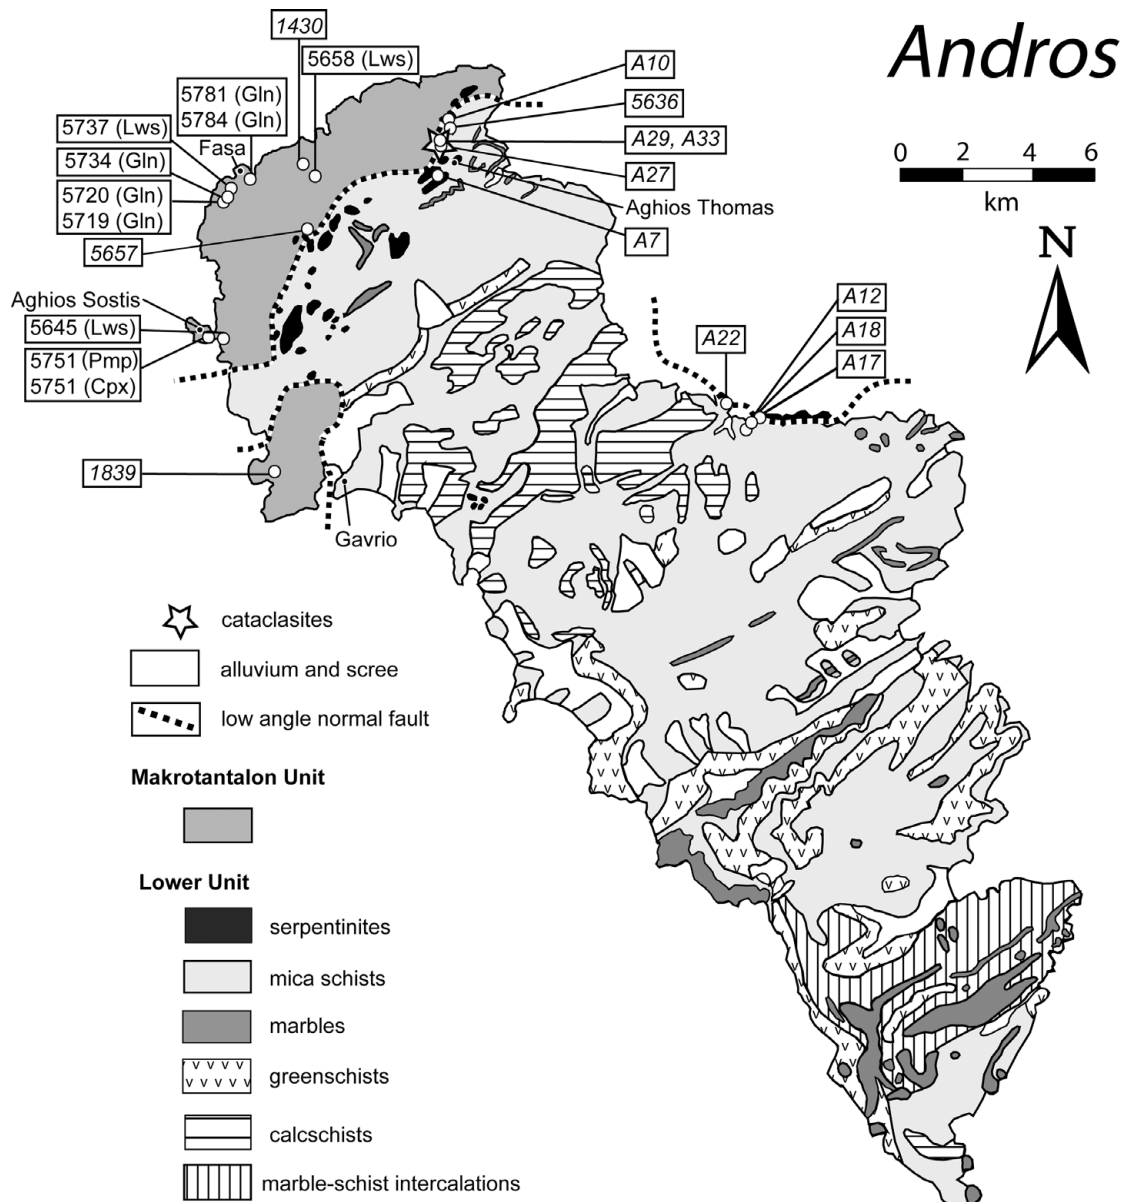 Andros
1430
5658 (Lws)
5781 (Gln)
5784 (Gln)
5737 (Lws)
Fasa
5734 (Gln)
5720 (Gln)
5719 (Gln)
5657
A10
5636
A29, A33
A27
Aghios Thomas
A7
0 2 4 6
km
N
Aghios Sostis
5645 (Lws)
5751 (Pmp)
5751 (Cpx)
A12
A18
A22
A17
1839
Gavrio
cataclasites
alluvium and scree
low angle normal fault
Makrotantalon Unit
Lower Unit
serpentinites
mica schists
marbles
greenschists
calcschists
marble-schist intercalations